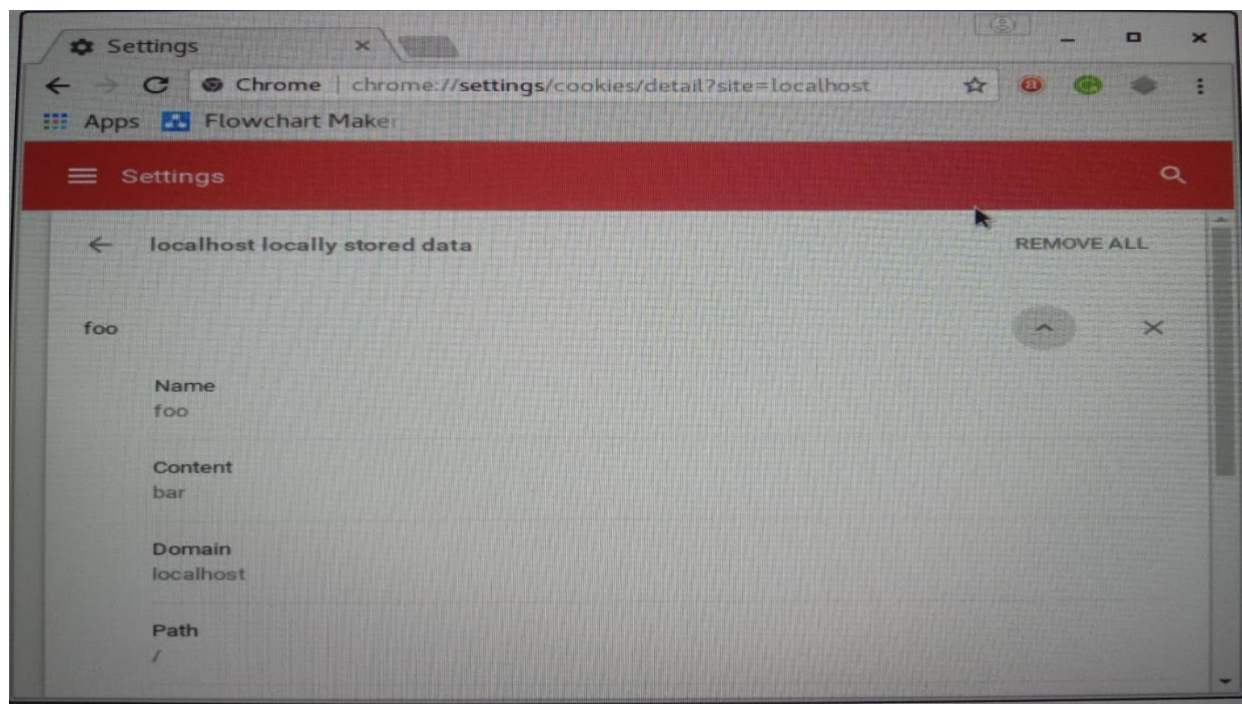 Settings
Chrome | chrome://settings/cookies/detail?site=localhost
Apps Flowchart Maker
Settings
localhost locally stored data REMOVE ALL
foo
Name
foo
Content
bar
Domain
localhost
Path
/